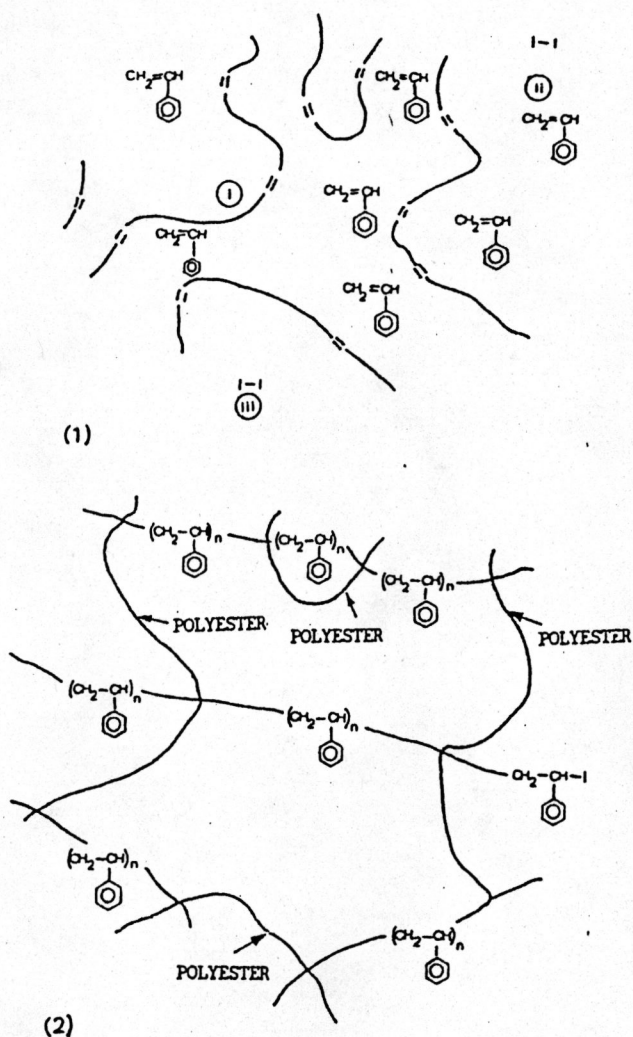 I–I
CH2=CH
CH2=CH
ii
CH2=CH
i
CH2=CH
CH2=CH
CH2=CH
CH2=CH
I–I
iii
(1)
(CH2–CH)n
(CH2–CH)n
(CH2–CH)n
POLYESTER
POLYESTER
POLYESTER
(CH2–CH)n
(CH2–CH)n
CH2–CH–I
(CH2–CH)n
(CH2–CH)n
POLYESTER
(2)